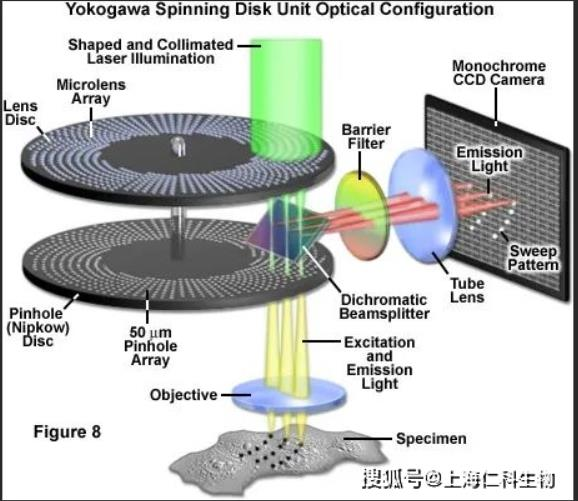 Yokogawa Spinning Disk Unit Optical Configuration
Shaped and Collimated
Laser Illumination
Monochrome
CCD Camera
Microlens
Array
Lens
Disc
Barrier
Filter
Emission
Light
Sweep
Pattern
Tube
Lens
Dichromatic
Beamsplitter
Pinhole
(Nipkow)
Disc
50 µm
Pinhole
Array
Excitation
and
Emission
Light
Objective
Figure 8
Specimen
搜狐号@上海仁科生物